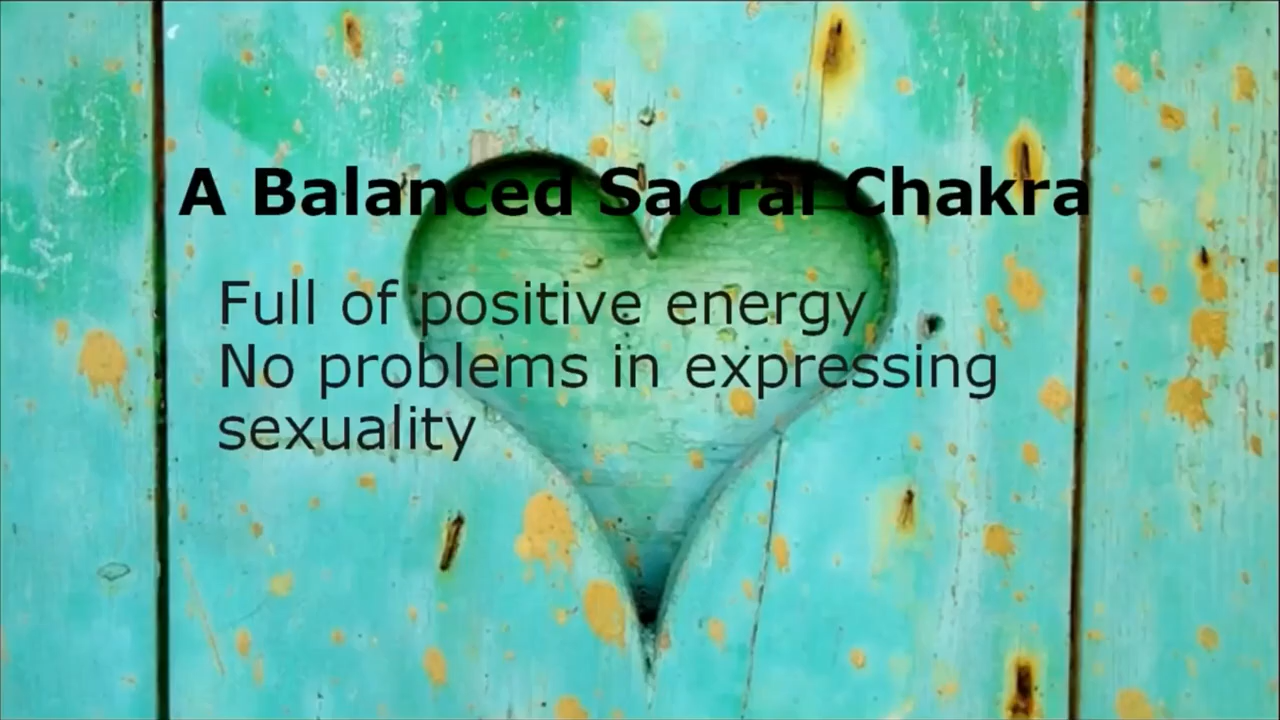 A Balanced Sacral Chakra
Full of positive energy
No problems in expressing
sexuality